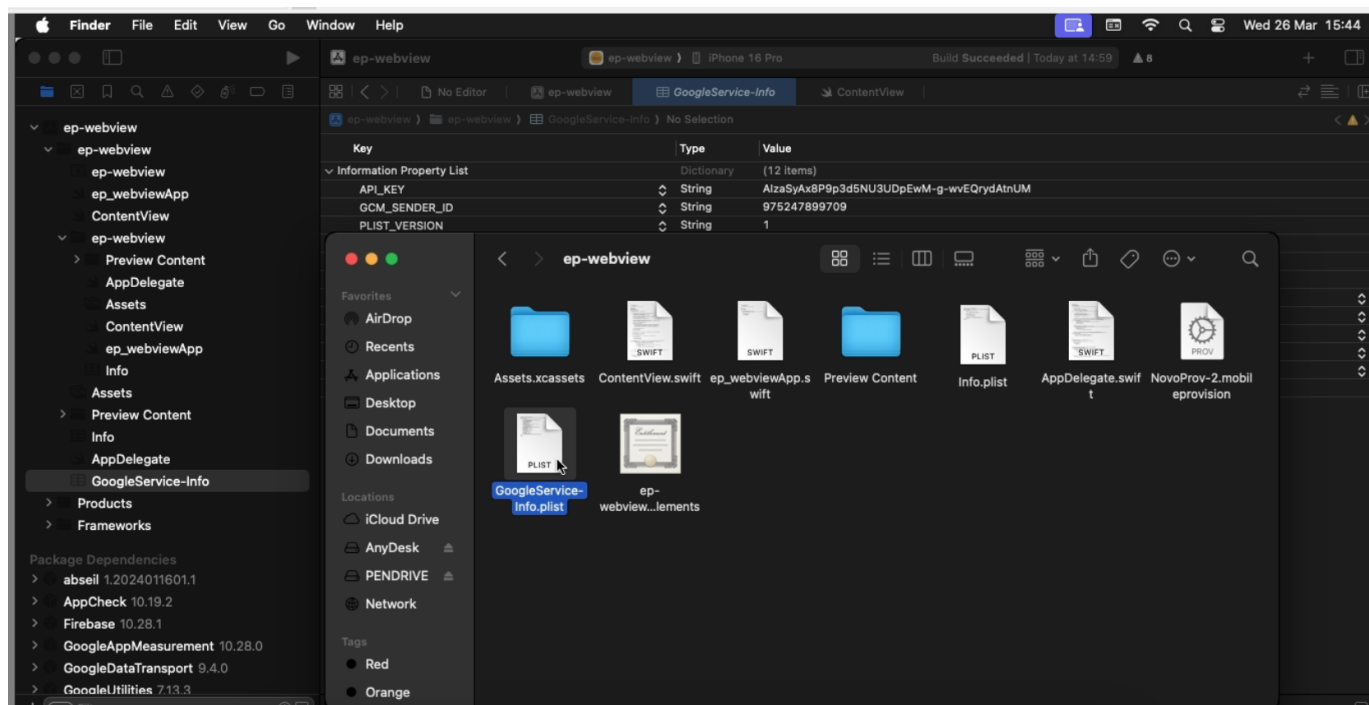 Finder File Edit View Go Window Help Wed 26 Mar 15:44
ep-webview ep-webview ⟩ iPhone 16 Pro Build Succeeded | Today at 14:59 8
No Editor ep-webview GoogleService-Info ContentView
ep-webview ⟩ ep-webview ⟩ GoogleService-Info ⟩ No Selection
ep-webview
ep-webview
ep-webview
ep_webviewApp
ContentView
ep-webview
Preview Content
AppDelegate
Assets
ContentView
ep_webviewApp
Info
Assets
Preview Content
Info
AppDelegate
GoogleService-Info
Products
Frameworks
Package Dependencies
abseil 1.2024011601.1
AppCheck 10.19.2
Firebase 10.28.1
GoogleAppMeasurement 10.28.0
GoogleDataTransport 9.4.0
GoogleUtilities 7.13.3
Key Type Value
Information Property List Dictionary (12 items)
API_KEY String AIzaSyAx8P9p3d5NU3UDpEwM-g-wvEQrydAtnUM
GCM_SENDER_ID String 975247899709
PLIST_VERSION String 1
ep-webview
Favorites
AirDrop
Recents
Applications
Desktop
Documents
Downloads
Locations
iCloud Drive
AnyDesk
PENDRIVE
Network
Tags
Red
Orange
SWIFT SWIFT PLIST SWIFT PROV
Assets.xcassets ContentView.swift ep_webviewApp.s Preview Content Info.plist AppDelegate.swif NovoProv-2.mobil
wift t eprovision
PLIST
GoogleService- ep-
Info.plist webview...lements